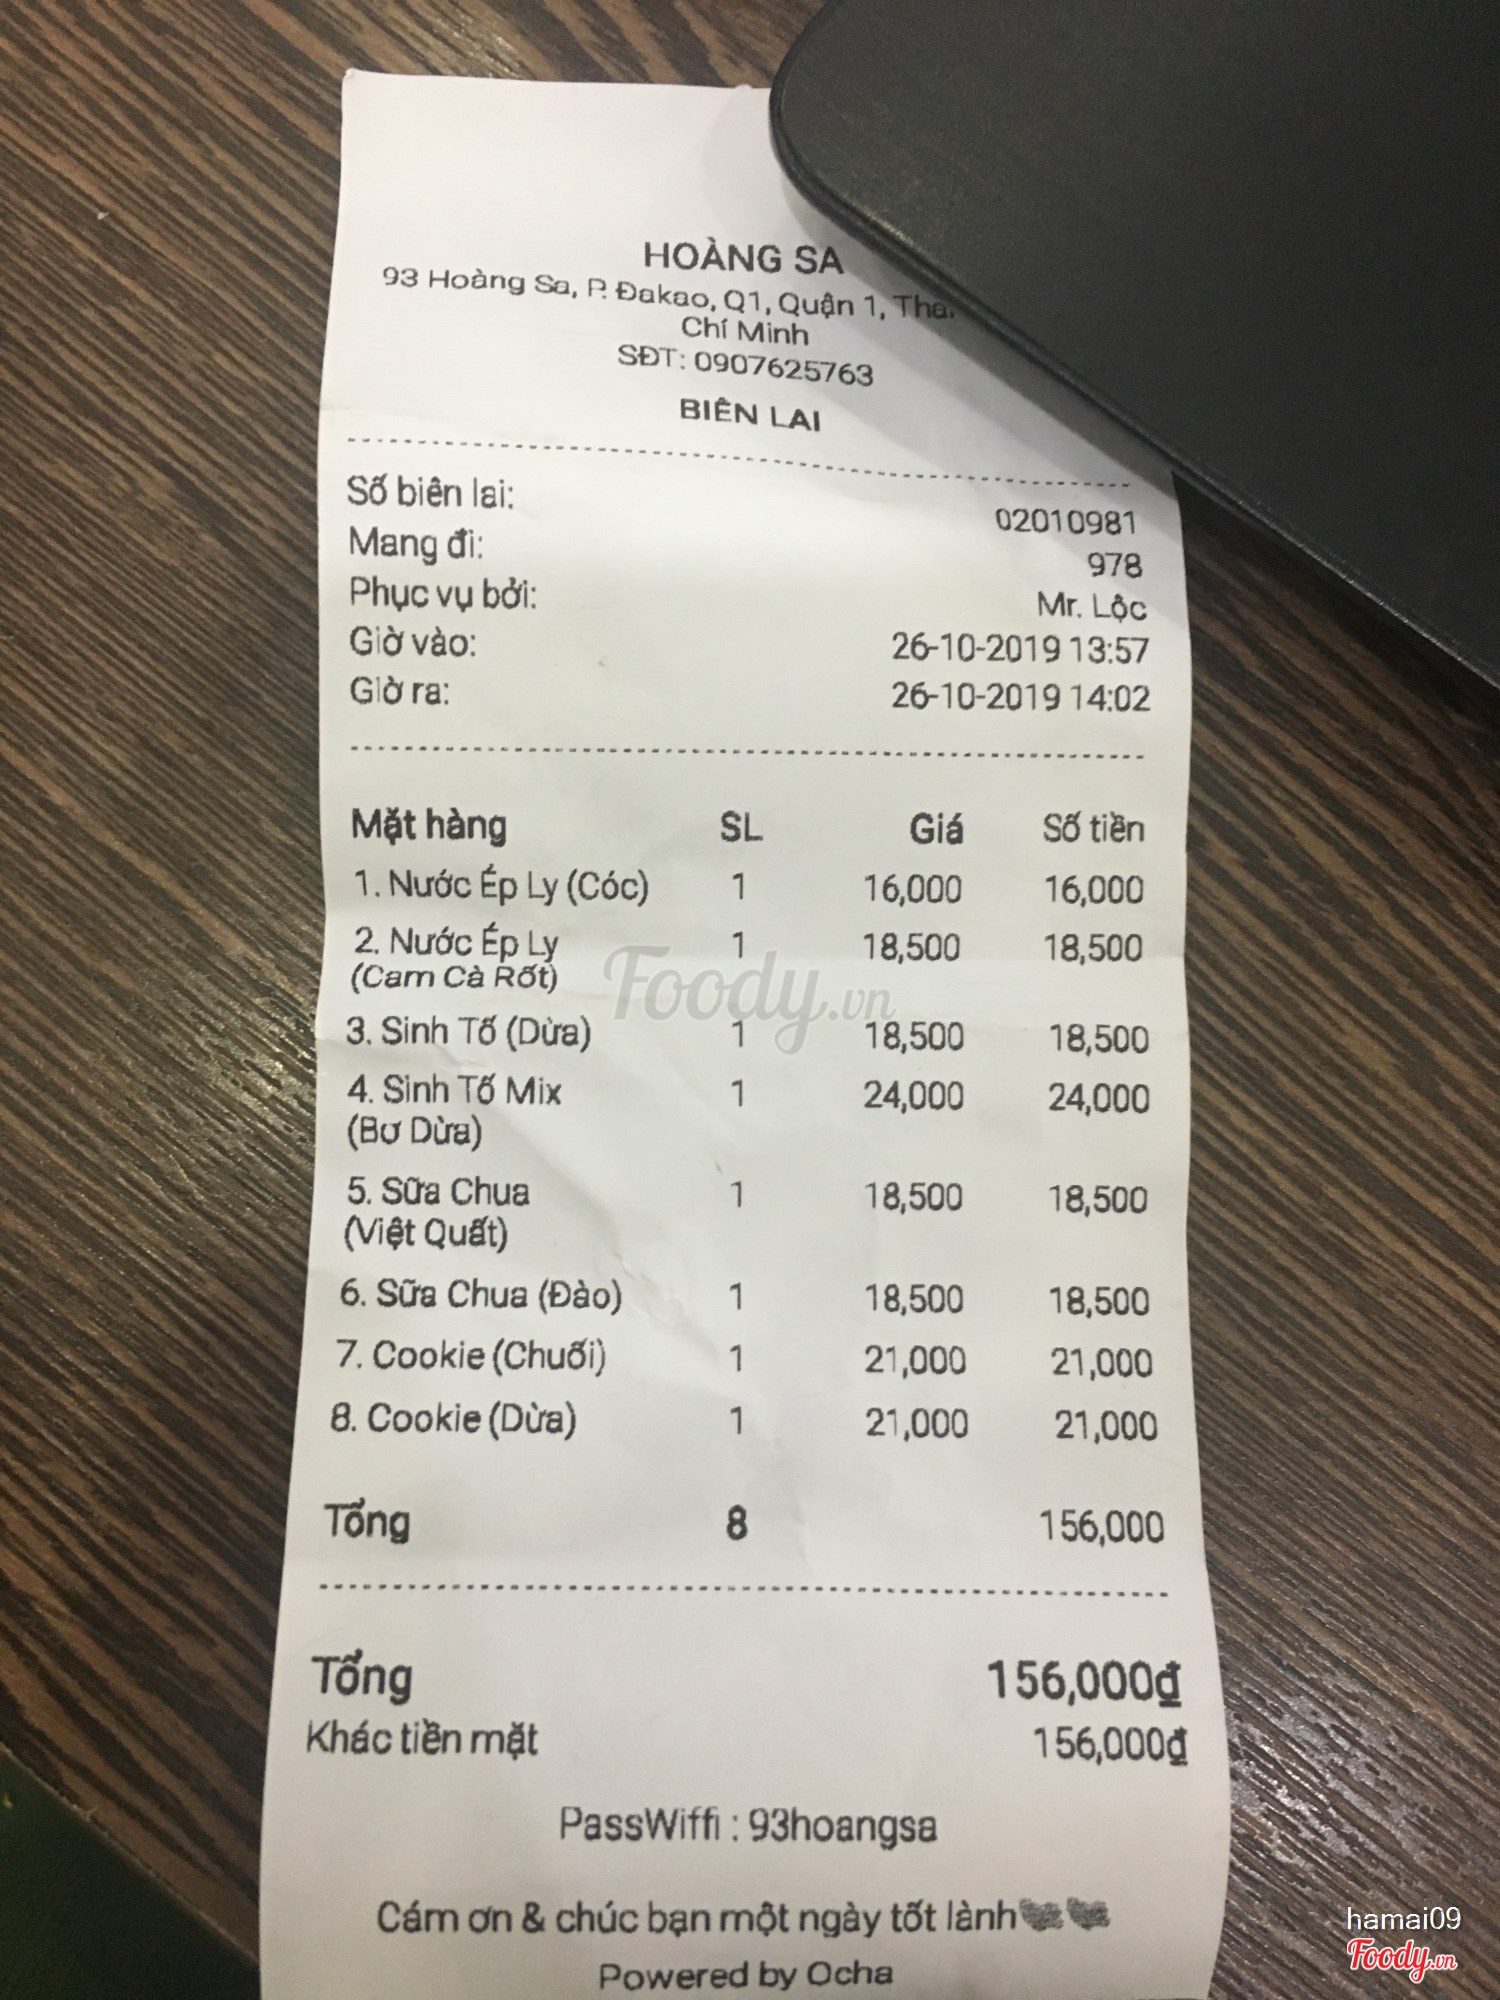 HOÀNG SA
93 Hoàng Sa, P. Đakao, Q1, Quận 1,
Chí Minh
SĐT: 0907625763
BIÊN LAI
Số biên lai: 02010981
Mang đi: 978
Phục vụ bởi: Mr. Lộc
Giờ vào: 26-10-2019 13:57
Giờ ra: 26-10-2019 14:02
Mặt hàng SL Giá Số tiền
1. Nước Ép Ly (Cóc) 1 16,000 16,000
2. Nước Ép Ly 1 18,500 18,500
(Cam Cà Rốt)
Foody.vn
3. Sinh Tố (Dừa) 1 18,500 18,500
4. Sinh Tố Mix 1 24,000 24,000
(Bơ Dừa)
5. Sữa Chua 1 18,500 18,500
(Việt Quất)
6. Sữa Chua (Đào) 1 18,500 18,500
7. Cookie (Chuối) 1 21,000 21,000
8. Cookie (Dừa) 1 21,000 21,000
Tổng 8 156,000
Tổng 156,000₫
Khác tiền mặt 156,000₫
PassWiffi : 93hoangsa
Cám ơn & chúc bạn một ngày tốt lành
Powered by Ocha
hamai09
Foody.vn